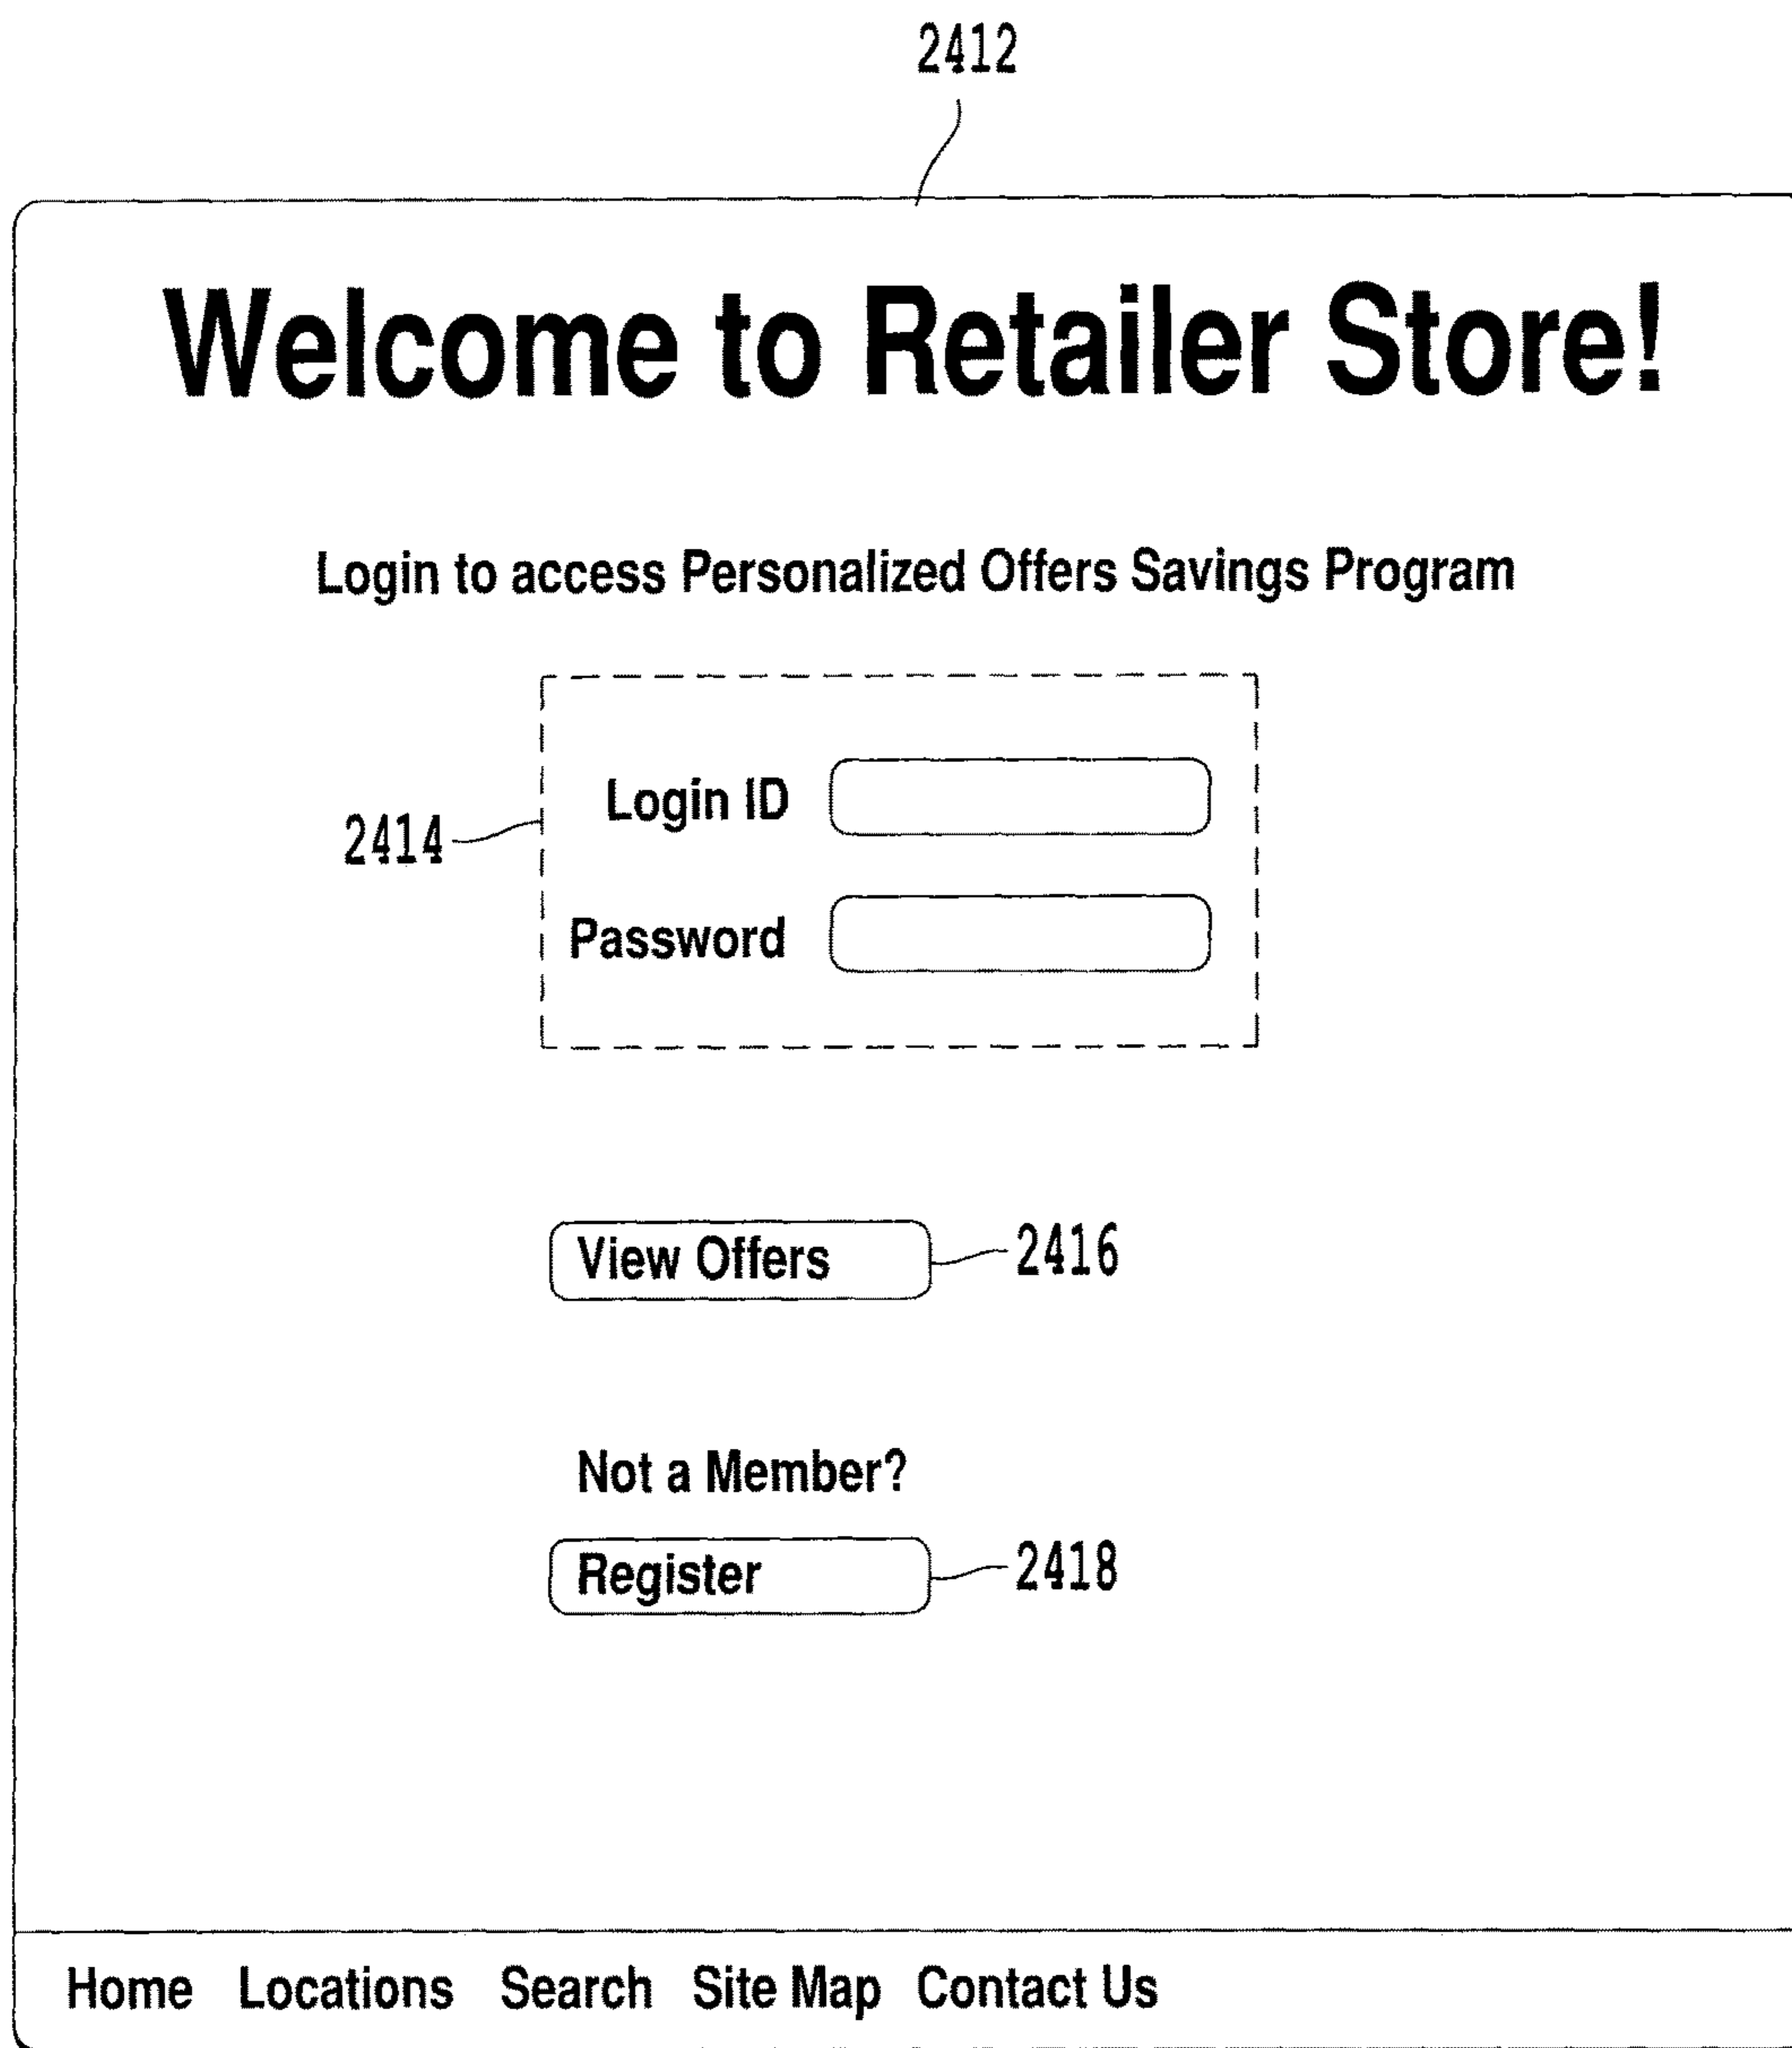 2412
Welcome to Retailer Store!
Login to access Personalized Offers Savings Program
Login ID
2414
Password
View Offers 2416
Not a Member?
Register 2418
Home Locations Search Site Map Contact Us